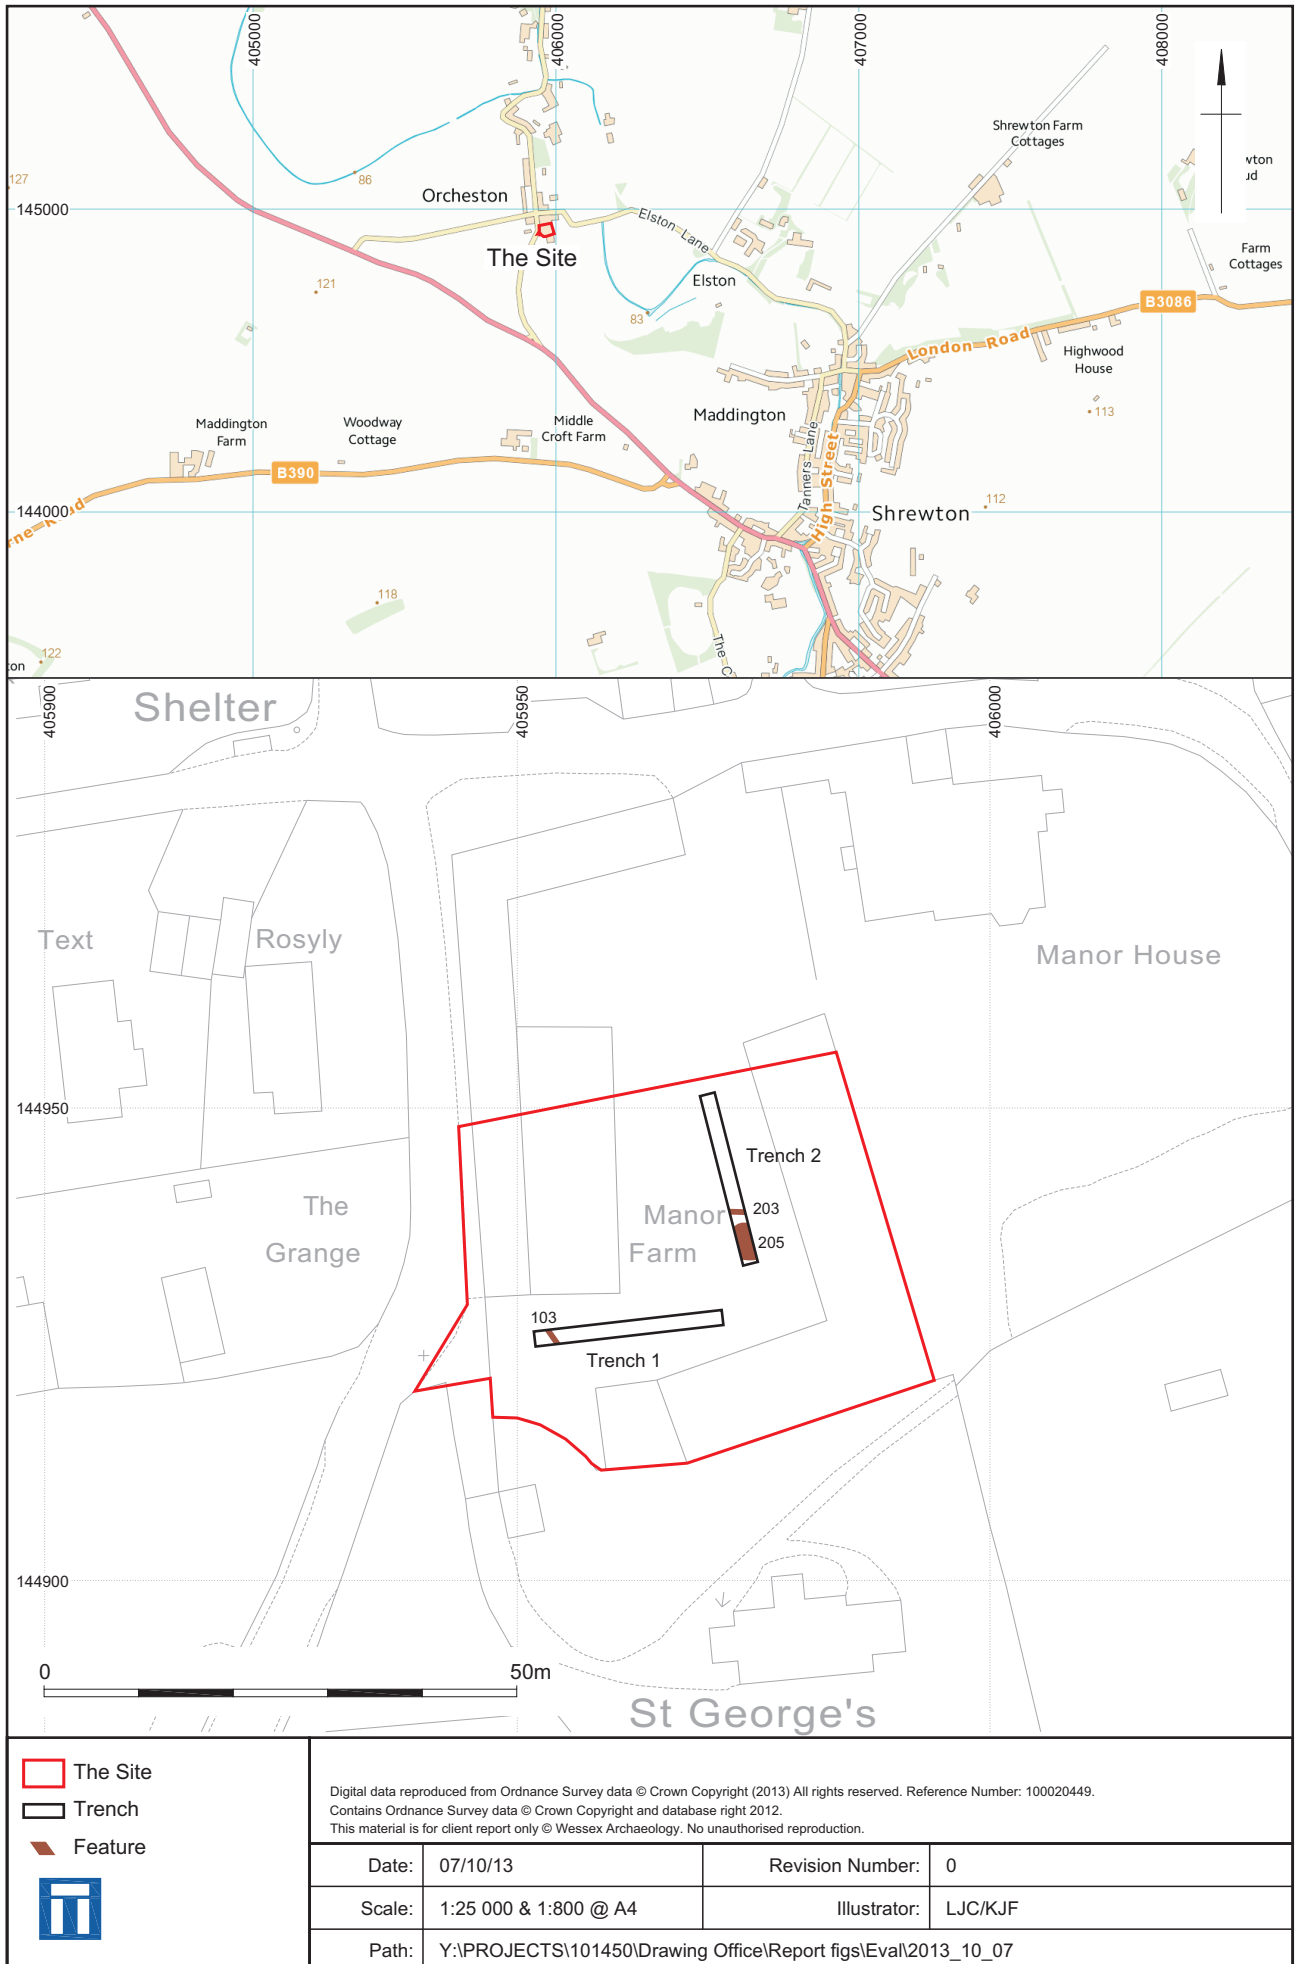 405000
406000
407000
408000
127
86
Orcheston
Shrewton Farm
Cottages
145000
Elston Lane
The Site
Elston
Farm
Cottages
121
83
B3086
London Road
Highwood
House
Maddington
Farm
Woodway
Cottage
Middle
Croft Farm
Maddington
113
Tanners Lane
High Street
B390
144000
Shrewton
112
118
122
The C
405900
405950
406000
Shelter
Text
Rosyly
Manor House
144950
Trench 2
The
Grange
Manor
Farm
203
205
103
Trench 1
144900
0
50m
St George's
The Site
Trench
Feature
Digital data reproduced from Ordnance Survey data © Crown Copyright (2013) All rights reserved. Reference Number: 100020449.
Contains Ordnance Survey data © Crown Copyright and database right 2012.
This material is for client report only © Wessex Archaeology. No unauthorised reproduction.
Date: 07/10/13 Revision Number: 0
Scale: 1:25 000 & 1:800 @ A4 Illustrator: LJC/KJF
Path: Y:\PROJECTS\101450\Drawing Office\Report figs\Eval\2013_10_07